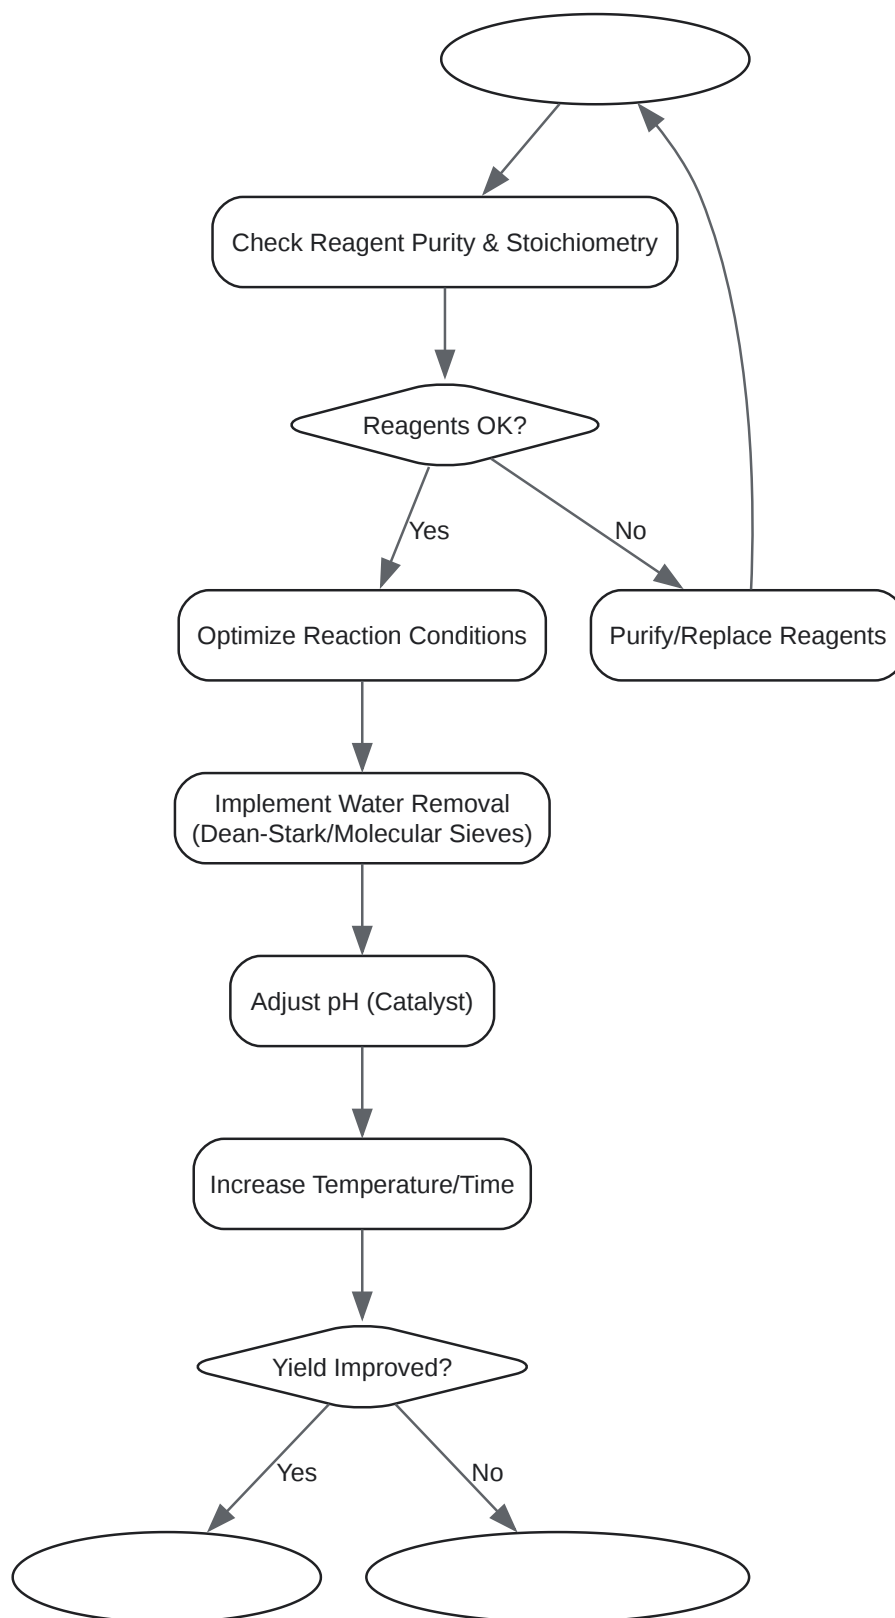 Check Reagent Purity & Stoichiometry
Reagents OK?
Yes
No
Optimize Reaction Conditions
Purify/Replace Reagents
Implement Water Removal
(Dean-Stark/Molecular Sieves)
Adjust pH (Catalyst)
Increase Temperature/Time
Yield Improved?
Yes
No